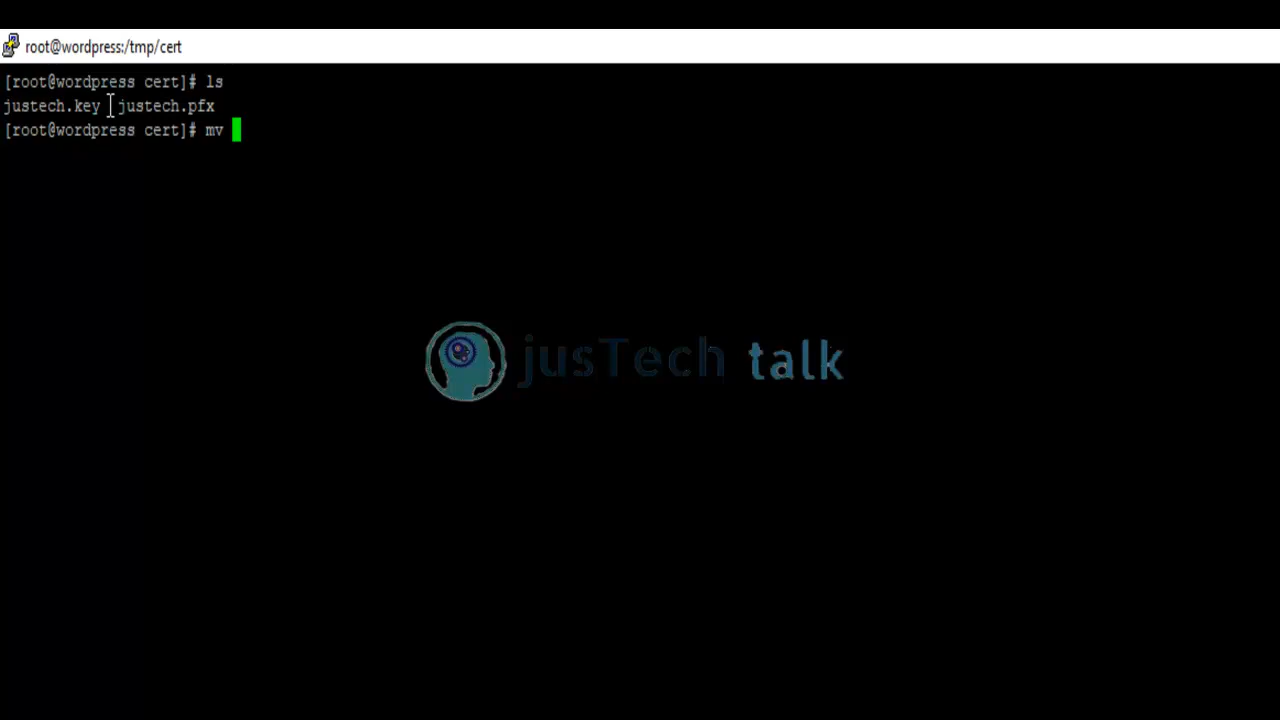 root@wordpress:/tmp/cert
[root@wordpress cert]# ls
justech.key justech.pfx
[root@wordpress cert]# mv
jusTech talk